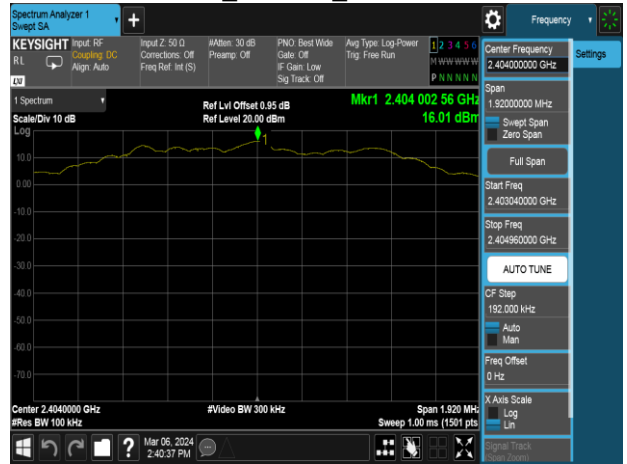 Spectrum Analyzer 1
Swept SA
Frequency
KEYSIGHT
R L
LXI
Input: RF
Coupling: DC
Align: Auto
Input Z: 50 Ω
Corrections: Off
Freq Ref: Int (S)
#Atten: 30 dB
Preamp: Off
PNO: Best Wide
Gate: Off
IF Gain: Low
Sig Track: Off
Avg Type: Log-Power
Trig: Free Run
1 2 3 4 5 6
M W W W W W
P N N N N N
1 Spectrum
Scale/Div 10 dB
Log
Ref Lvl Offset 0.95 dB
Ref Level 20.00 dBm
Mkr1 2.404 002 56 GHz
16.01 dBm
1
10.0
0.00
-10.0
-20.0
-30.0
-40.0
-50.0
-60.0
-70.0
Center 2.4040 GHz
#Res BW 100 kHz
#Video BW 300 kHz
Span 1.920 MHz
Sweep 1.00 ms (1501 pts
?
Mar 06, 2024
2:40:37 PM
Center Frequency
2.404000000 GHz
Settings
Span
1.92000000 MHz
Swept Span
Zero Span
Full Span
Start Freq
2.403040000 GHz
Stop Freq
2.404960000 GHz
AUTO TUNE
CF Step
192.000 kHz
Auto
Man
Freq Offset
0 Hz
X Axis Scale
Log
Lin
Signal Track
(Span Zoom)